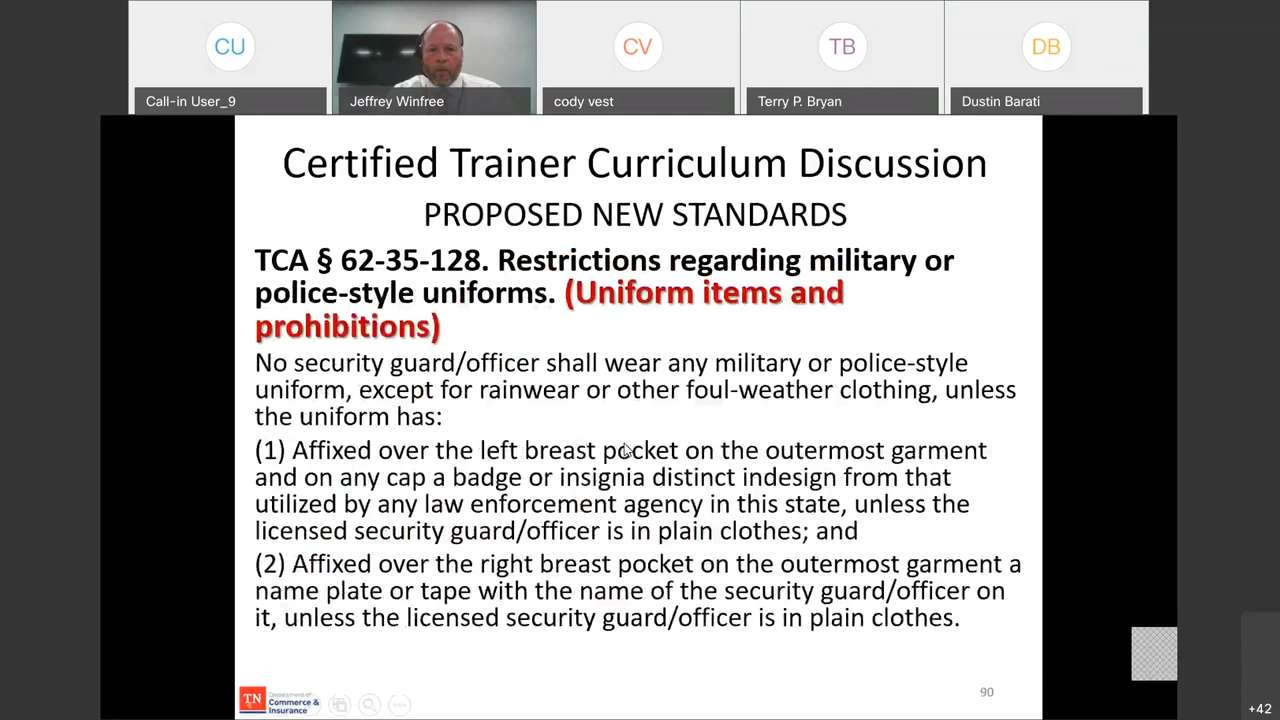 CU
CV
TB
DB
Call-in User_9
Jeffrey Winfree
cody vest
Terry P. Bryan
Dustin Barati
Certified Trainer Curriculum Discussion
PROPOSED NEW STANDARDS
TCA § 62-35-128. Restrictions regarding military or
police-style uniforms. (Uniform items and
prohibitions)
No security guard/officer shall wear any military or police-style
uniform, except for rainwear or other foul-weather clothing, unless
the uniform has:
(1) Affixed over the left breast pocket on the outermost garment
and on any cap a badge or insignia distinct indesign from that
utilized by any law enforcement agency in this state, unless the
licensed security guard/officer is in plain clothes; and
(2) Affixed over the right breast pocket on the outermost garment a
name plate or tape with the name of the security guard/officer on
it, unless the licensed security guard/officer is in plain clothes.
TN
Department of
Commerce &
Insurance
90
+42